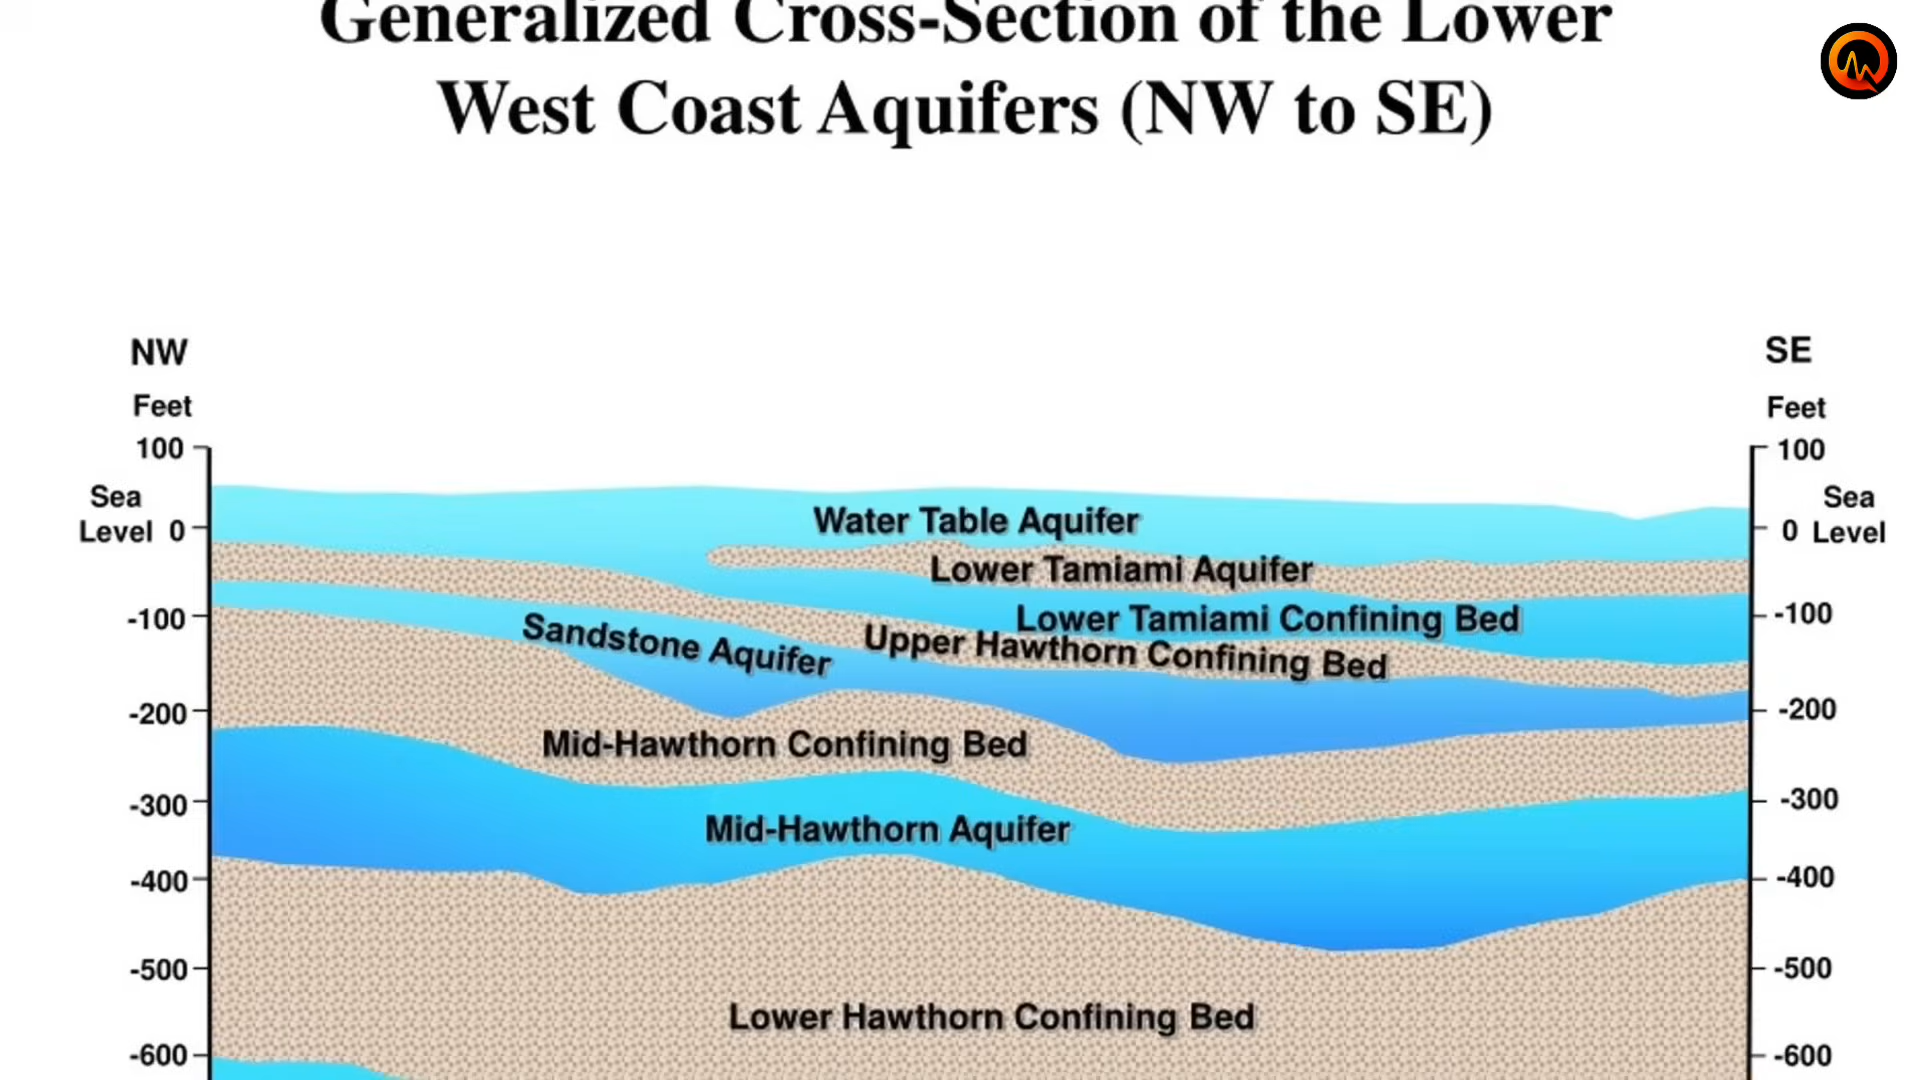 Generalized Cross-Section of the Lower
West Coast Aquifers (NW to SE)
NW
SE
Feet
Feet
100
100
Sea
Level 0
Sea
0 Level
-100
-100
-200
-200
-300
-300
-400
-400
-500
-500
-600
-600
Water Table Aquifer
Lower Tamiami Aquifer
Lower Tamiami Confining Bed
Sandstone Aquifer
Upper Hawthorn Confining Bed
Mid-Hawthorn Confining Bed
Mid-Hawthorn Aquifer
Lower Hawthorn Confining Bed